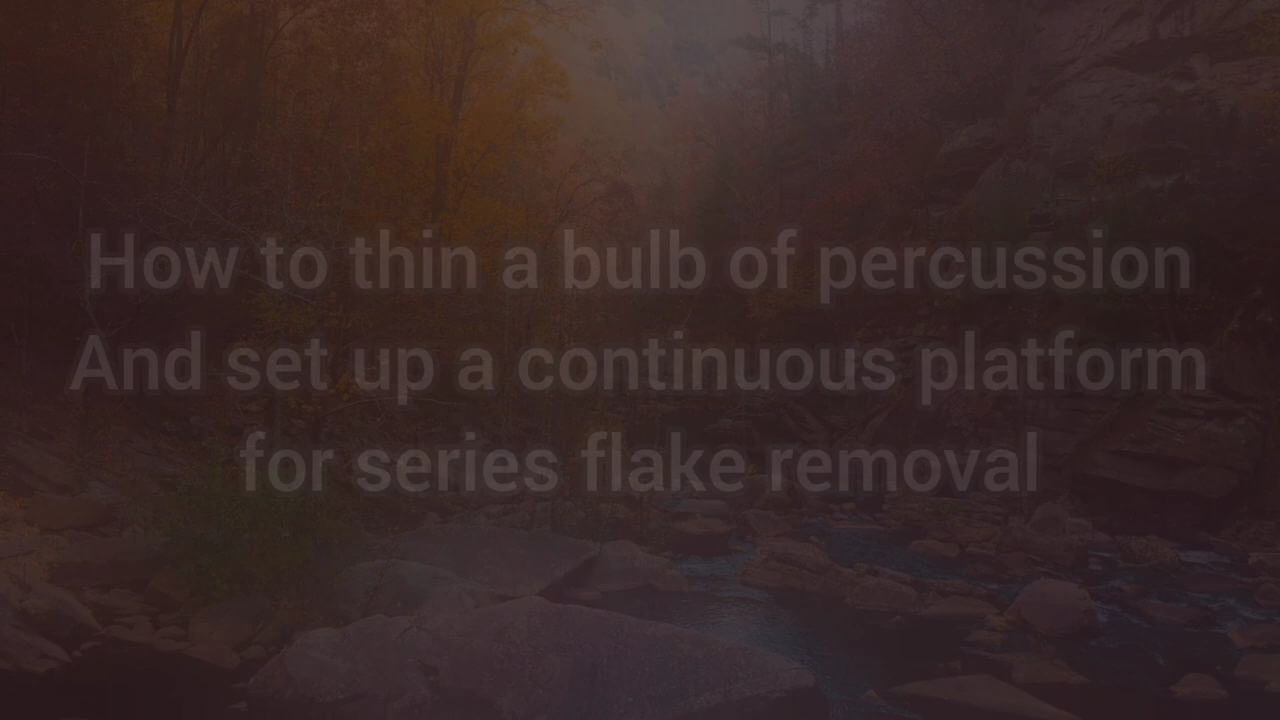 How to thin a bulb of percussion
And set up a continuous platform
for series flake removal